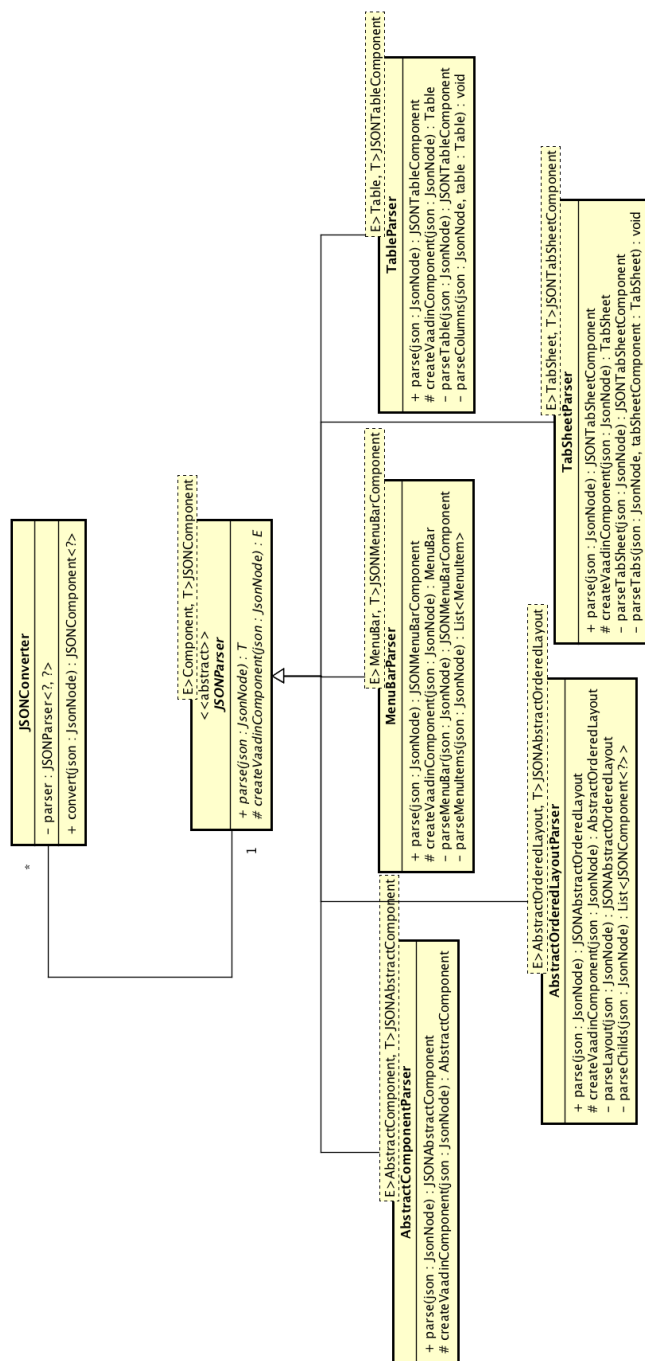 JSONConverter
- parser : JSONParser<?, ?>
+ convert(json : JsonNode) : JSONComponent<?>
*
1
E>Component, T>JSONComponent
<<abstract>>
JSONParser
+ parse(json : JsonNode) : T
# createVaadinComponent(json : JsonNode) : E
E>AbstractComponent, T>JSONAbstractComponent
AbstractComponentParser
+ parse(json : JsonNode) : JSONAbstractComponent
# createVaadinComponent(json : JsonNode) : AbstractComponent
E>MenuBar, T>JSONMenuBarComponent
MenuBarParser
+ parse(json : JsonNode) : JSONMenuBarComponent
# createVaadinComponent(json : JsonNode) : MenuBar
- parseMenuBar(json : JsonNode) : JSONMenuBarComponent
- parseMenuItems(json : JsonNode) : List<MenuItem>
E>Table, T>JSONTableComponent
TableParser
+ parse(json : JsonNode) : JSONTableComponent
# createVaadinComponent(json : JsonNode) : Table
- parseTable(json : JsonNode) : JSONTableComponent
- parseColumns(json : JsonNode, table : Table) : void
E>AbstractOrderedLayout, T>JSONAbstractOrderedLayout
AbstractOrderedLayoutParser
+ parse(json : JsonNode) : JSONAbstractOrderedLayout
# createVaadinComponent(json : JsonNode) : AbstractOrderedLayout
- parseLayout(json : JsonNode) : JSONAbstractOrderedLayout
- parseChilds(json : JsonNode) : List<JSONComponent<?>>
E>TabSheet, T>JSONTabSheetComponent
TabSheetParser
+ parse(json : JsonNode) : JSONTabSheetComponent
# createVaadinComponent(json : JsonNode) : TabSheet
- parseTabSheet(json : JsonNode) : JSONTabSheetComponent
- parseTabs(json : JsonNode, tabSheetComponent : TabSheet) : void